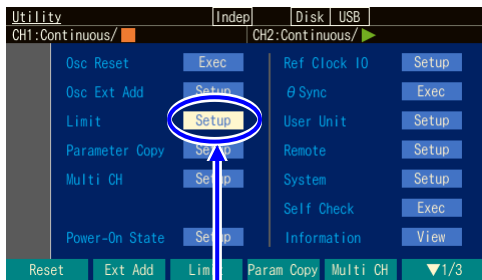 Utility Indep Disk USB
CH1:Continuous/ CH2:Continuous/
Osc Reset Exec Ref Clock IO Setup
Osc Ext Add Setup θ Sync Exec
Limit Setup User Unit Setup
Parameter Copy Setup Remote Setup
Multi CH Setup System Setup
Self Check Exec
Power-On State Setup Information View
Reset Ext Add Limit Param Copy Multi CH ▼1/3